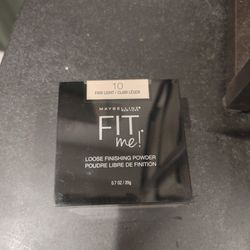 10
FAIR LIGHT / CLAIR LÉGER
MAYBELLINE
NEW YORK
FIT
me!
LOOSE FINISHING POWDER
POUDRE LIBRE DE FINITION
0.7 OZ / 20g